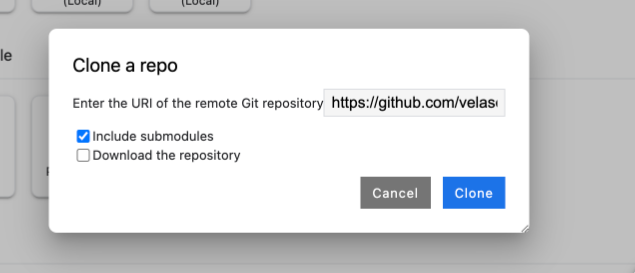 (Local)
(Local)
le
Clone a repo
Enter the URI of the remote Git repository https://github.com/velas
Include submodules
Download the repository
Cancel
Clone